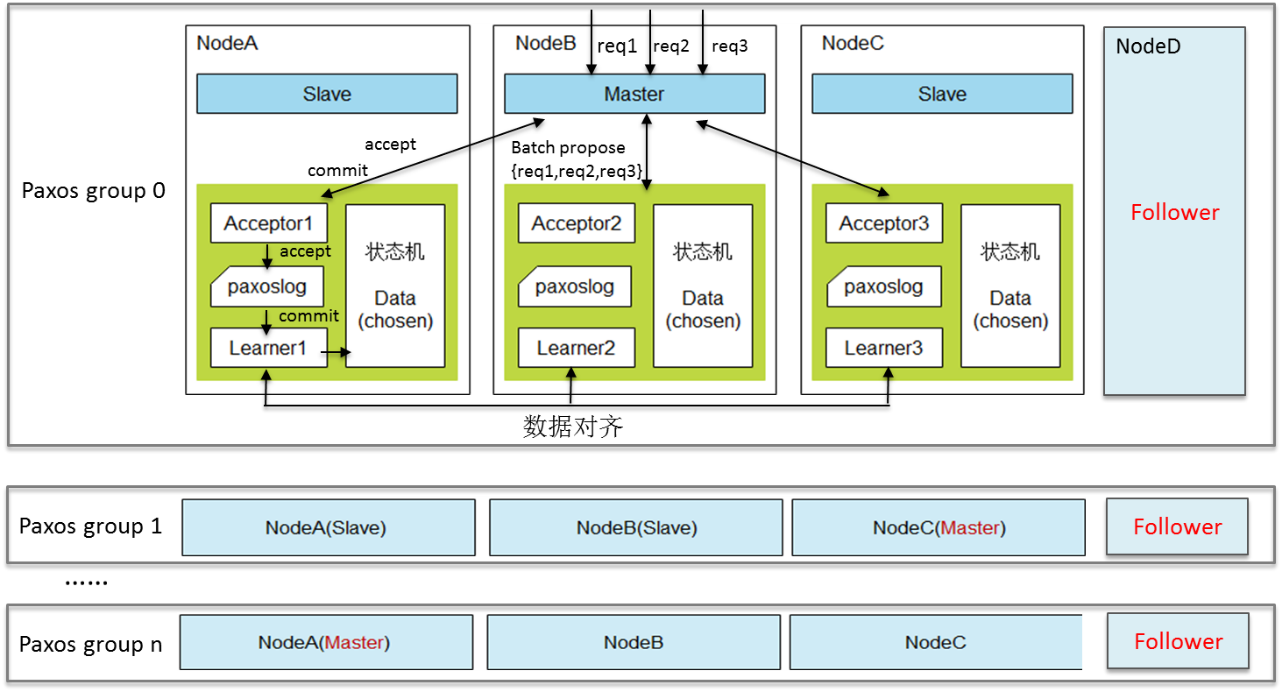 Paxos group 0
NodeA
Slave
accept
commit
Acceptor1
accept
paxoslog
commit
Learner1
状态机
Data
(chosen)
NodeB
req1
req2
req3
Master
Batch propose
{req1,req2,req3}
Acceptor2
paxoslog
Learner2
状态机
Data
(chosen)
NodeC
Slave
Acceptor3
paxoslog
Learner3
状态机
Data
(chosen)
NodeD
Follower
数据对齐
Paxos group 1
NodeA(Slave)
NodeB(Slave)
NodeC(Master)
Follower
......
Paxos group n
NodeA(Master)
NodeB
NodeC
Follower